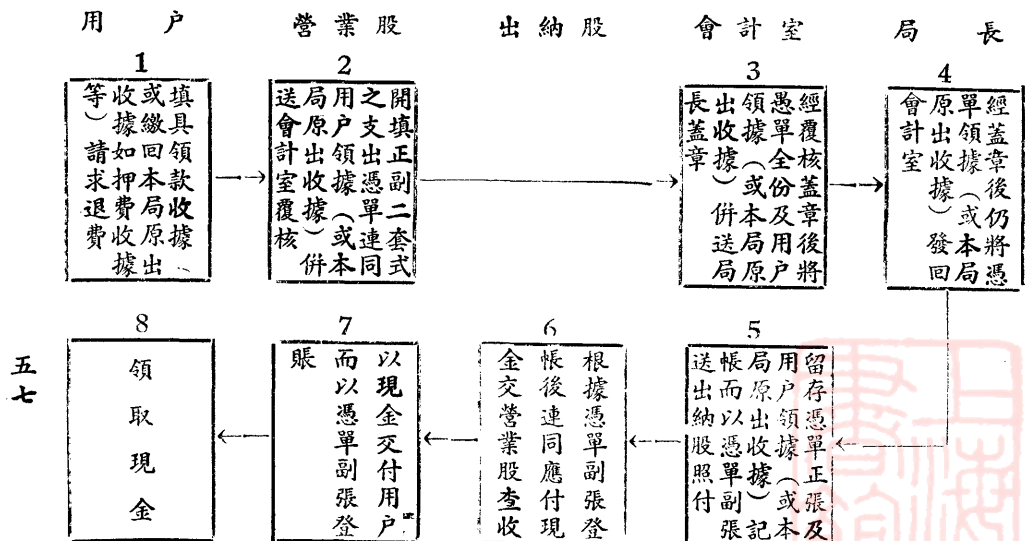 用戶
營業股
出納股
會計室
局長
1
填具領款收據
或繳回本局原出
收據如押費收據
等）請求退費
2
開填正副二套式
之支出憑單連同
用户領據（或本
局原出收據）併
送會計室覆核
3
經覆核蓋章後將
憑單全份及用户
領據（或本局原
出收據）併送局
長蓋章
4
經蓋章後仍將憑
單領據（或本局
原出收據）發回
會計室
5
留存憑單正張及
用户領據（或本
局原出收據）記
帳而以憑單副張
送出納股照付
6
根據憑單副張登
帳後連同應付現
金交營業股查收
7
以現金交付用户
而以憑單副張登
賬
8
領取現金
五七